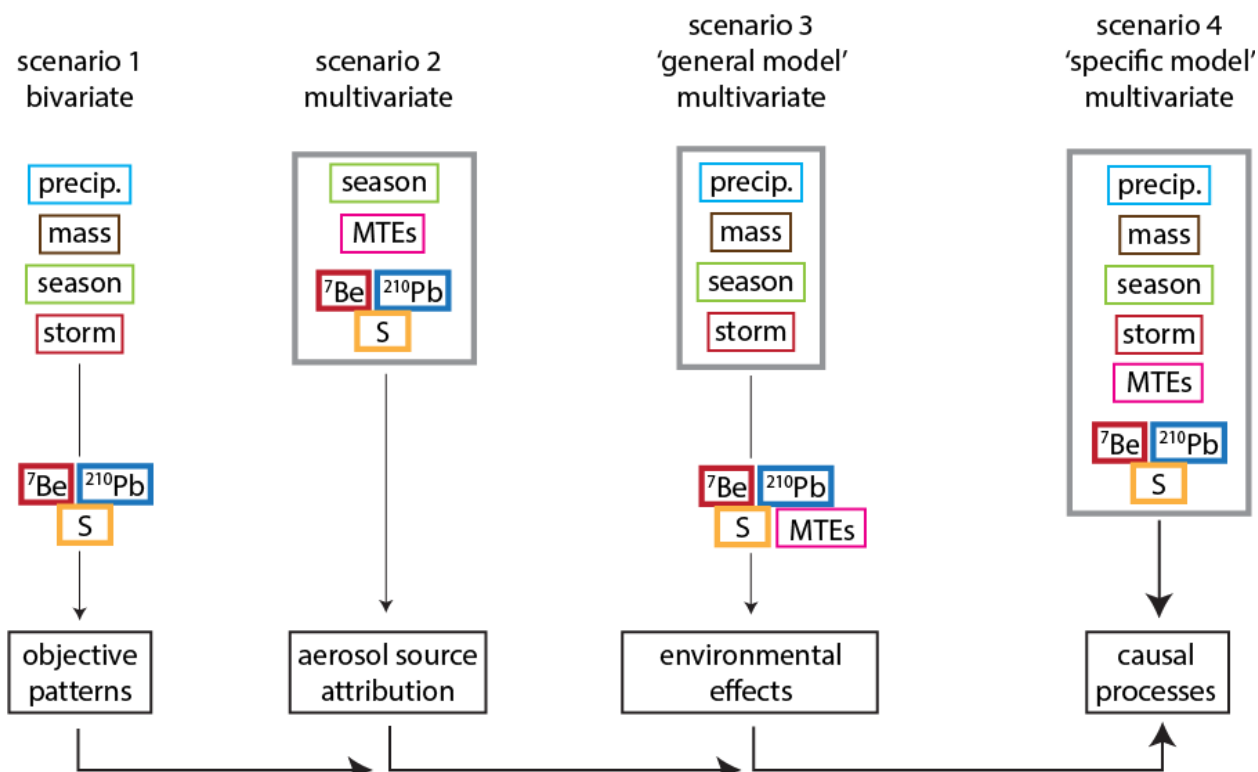 scenario 1
bivariate
precip.
mass
season
storm
⁷Be
²¹⁰Pb
S
objective
patterns
scenario 2
multivariate
season
MTEs
⁷Be
²¹⁰Pb
S
aerosol source
attribution
scenario 3
‘general model’
multivariate
precip.
mass
season
storm
⁷Be
²¹⁰Pb
S
MTEs
environmental
effects
scenario 4
‘specific model’
multivariate
precip.
mass
season
storm
MTEs
⁷Be
²¹⁰Pb
S
causal
processes